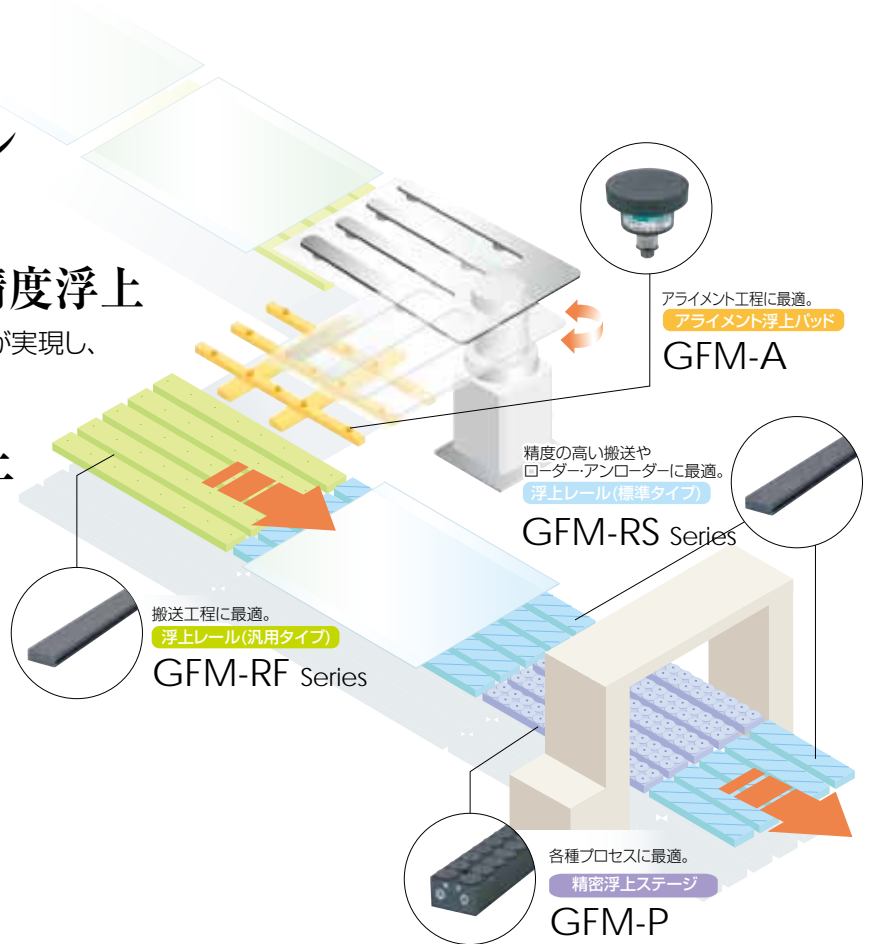 精度浮上
が実現し、
アライメント工程に最適。
アライメント浮上パッド
GFM-A
精度の高い搬送や
ローダー・アンローダーに最適。
浮上レール(標準タイプ)
GFM-RS Series
搬送工程に最適。
浮上レール(汎用タイプ)
GFM-RF Series
各種プロセスに最適。
精密浮上ステージ
GFM-P